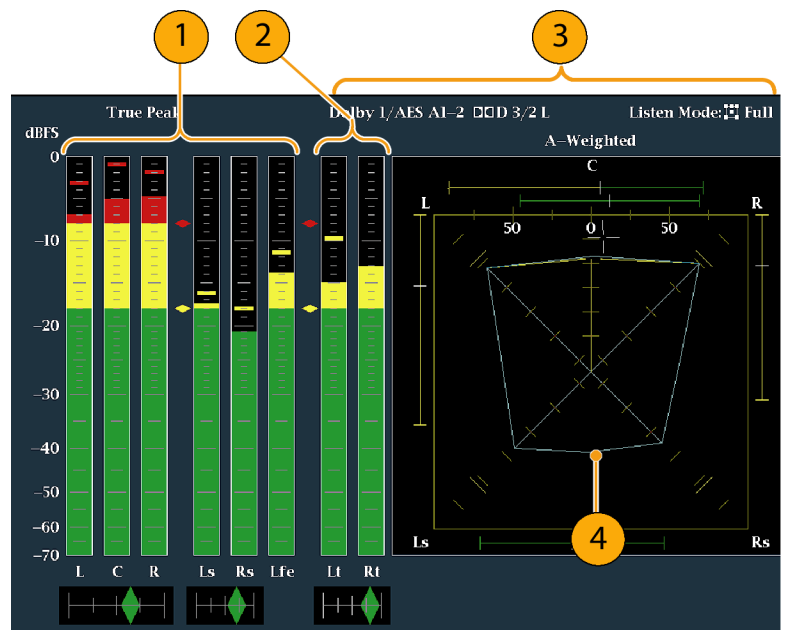 1 2 3
True Peak Dolby 1/AES A1-2 D 3/2 L Listen Mode: Full
dBFS A-Weighted
0 C
L R
50 0 50
-10
-20
-30
-40
-50
-60
4
Ls Rs
-70
L C R Ls Rs Lfe Lt Rt